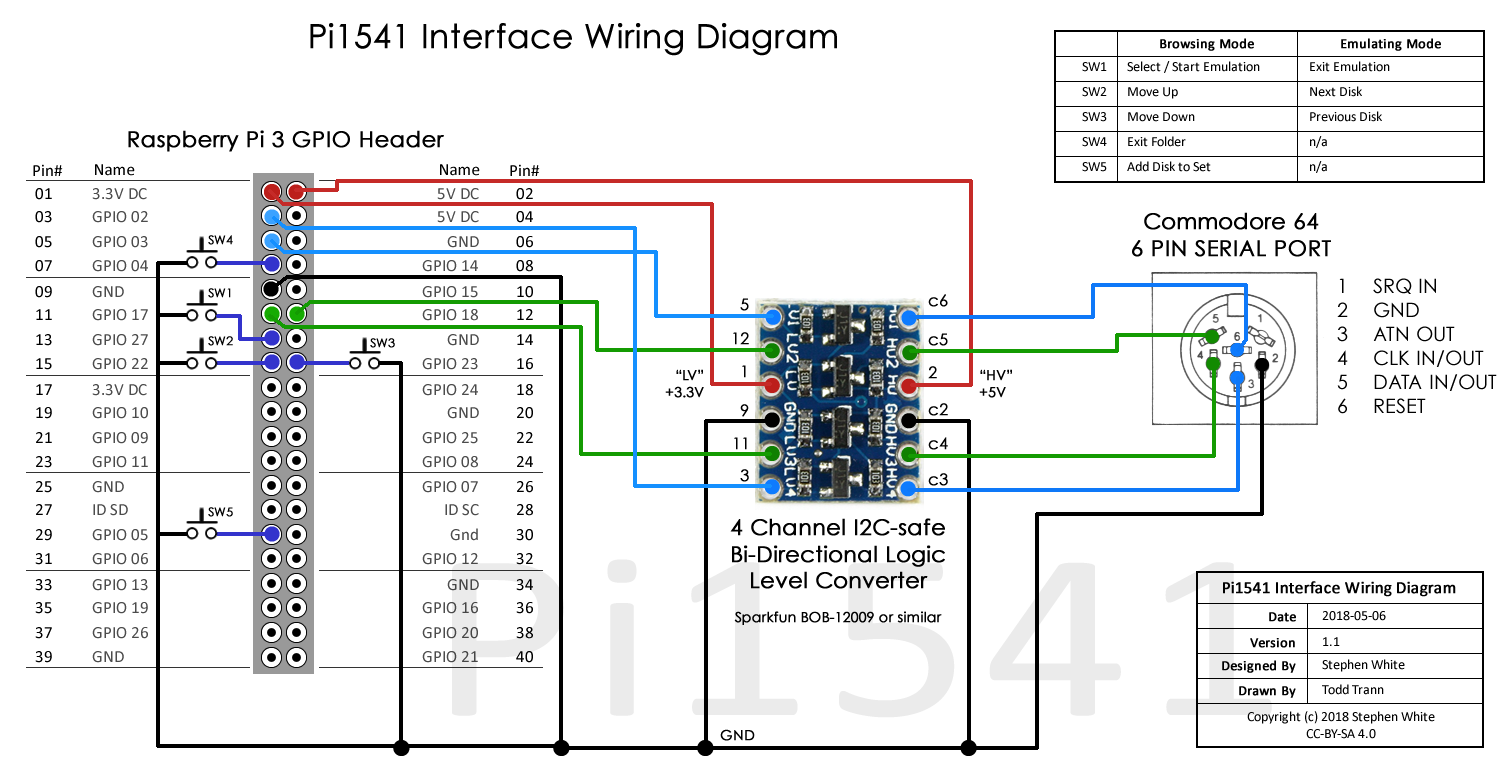 Pi1541 Interface Wiring Diagram
Browsing Mode Emulating Mode
SW1 Select / Start Emulation Exit Emulation
SW2 Move Up Next Disk
SW3 Move Down Previous Disk
SW4 Exit Folder n/a
SW5 Add Disk to Set n/a
Raspberry Pi 3 GPIO Header
Pin# Name Name Pin#
01 3.3V DC 5V DC 02
03 GPIO 02 5V DC 04
05 GPIO 03 GND 06
07 GPIO 04 GPIO 14 08
09 GND GPIO 15 10
11 GPIO 17 GPIO 18 12
13 GPIO 27 GND 14
15 GPIO 22 GPIO 23 16
17 3.3V DC GPIO 24 18
19 GPIO 10 GND 20
21 GPIO 09 GPIO 25 22
23 GPIO 11 GPIO 08 24
25 GND GPIO 07 26
27 ID SD ID SC 28
29 GPIO 05 Gnd 30
31 GPIO 06 GPIO 12 32
33 GPIO 13 GND 34
35 GPIO 19 GPIO 16 36
37 GPIO 26 GPIO 20 38
39 GND GPIO 21 40
SW4
SW1
SW2
SW3
SW5
5 c6
12 c5
1 2
9 c2
11 c4
3 c3
"LV"
+3.3V
"HV"
+5V
LV2 HV2
LV HV
GND GND
LV3 HV3
LV4 HV4
4 Channel I2C-safe
Bi-Directional Logic
Level Converter
Sparkfun BOB-12009 or similar
GND
Commodore 64
6 PIN SERIAL PORT
5 1
6
4 2
3
1 SRQ IN
2 GND
3 ATN OUT
4 CLK IN/OUT
5 DATA IN/OUT
6 RESET
Pi1541
Pi1541 Interface Wiring Diagram
Date 2018-05-06
Version 1.1
Designed By Stephen White
Drawn By Todd Trann
Copyright (c) 2018 Stephen White
CC-BY-SA 4.0